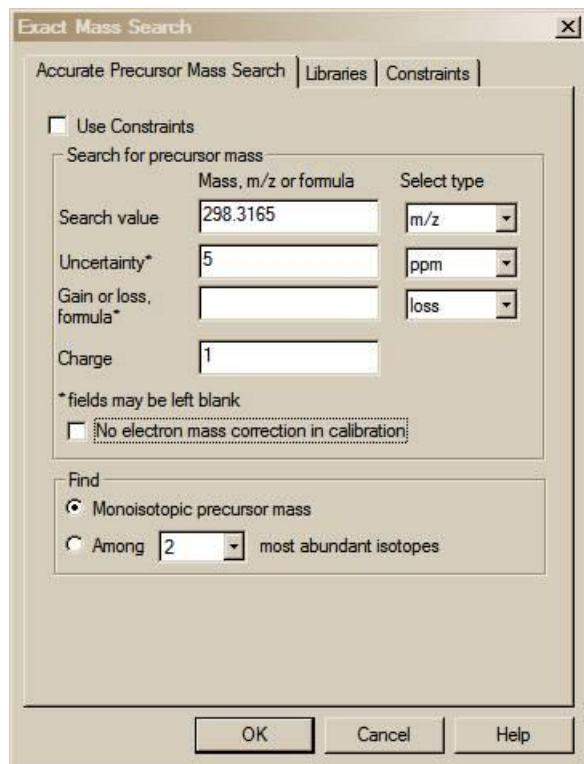 Exact Mass Search
Accurate Precursor Mass Search Libraries Constraints
Use Constraints
Search for precursor mass
Mass, m/z or formula Select type
Search value 298.3165 m/z
Uncertainty* 5 ppm
Gain or loss,
formula* loss
Charge 1
*fields may be left blank
No electron mass correction in calibration
Find
Monoisotopic precursor mass
Among 2 most abundant isotopes
OK Cancel Help